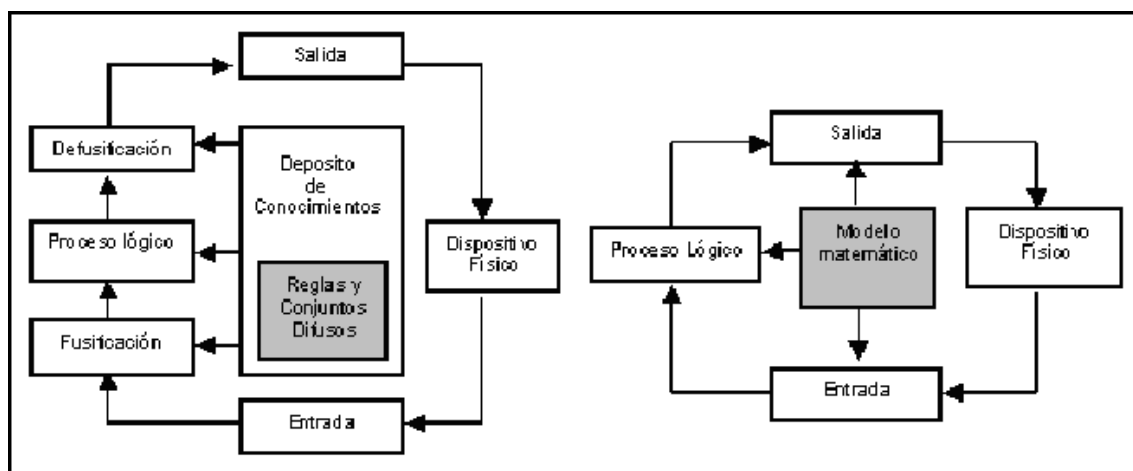 Salida
Defusificación
Deposito
de
Conocimientos
Proceso lógico
Dispositivo
Físico
Reglas y
Conjuntos
Difusos
Fusificación
Entrada
Salida
Proceso Lógico
Modelo
matemático
Dispositivo
Físico
Entrada